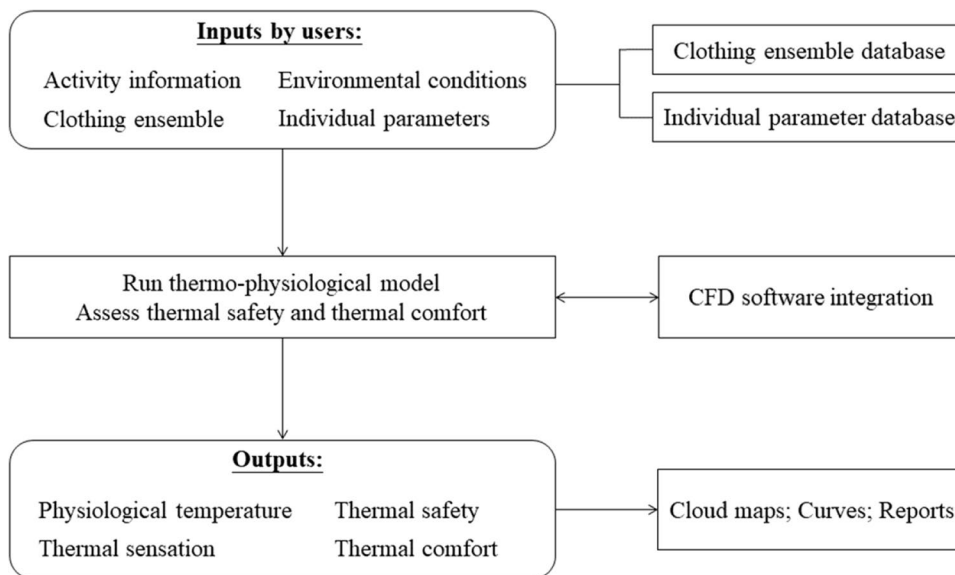 Inputs by users:
Activity information Environmental conditions
Clothing ensemble Individual parameters
Clothing ensemble database
Individual parameter database
Run thermo-physiological model
Assess thermal safety and thermal comfort
CFD software integration
Outputs:
Physiological temperature Thermal safety
Thermal sensation Thermal comfort
Cloud maps; Curves; Reports